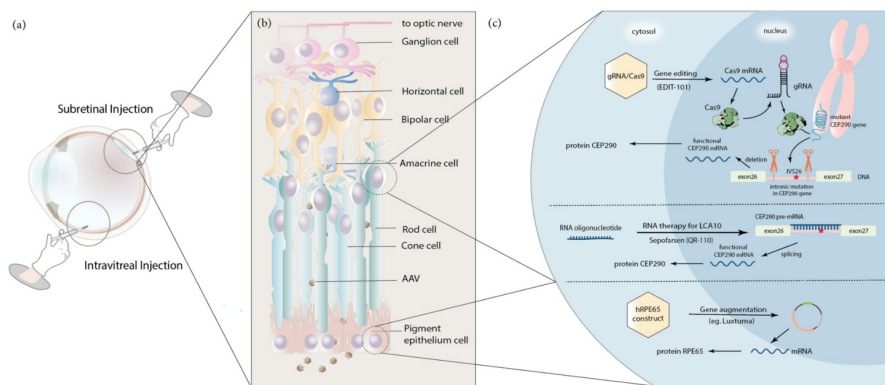 (a)
Subretinal Injection
Intravitreal Injection
(b)
to optic nerve
Ganglion cell
Horizontal cell
Bipolar cell
Amacrine cell
Rod cell
Cone cell
AAV
Pigment
epithelium cell
(c)
cytosol
nucleus
gRNA/Cas9
Gene editing
(EDIT-101)
Cas9 mRNA
gRNA
Cas9
mutant
CEP290 gene
functional
CEP290 mRNA
protein CEP290
deletion
IVS26
exon26
exon27
DNA
intronic mutation
in CEP290 gene
RNA oligonucleotide
RNA therapy for LCA10
Sepofarsen (QR-110)
CEP290 pre-mRNA
exon26
exon27
functional
CEP290 mRNA
splicing
protein CEP290
hRPE65
construct
Gene augmentation
(eg. Luxturna)
protein RPE65
mRNA